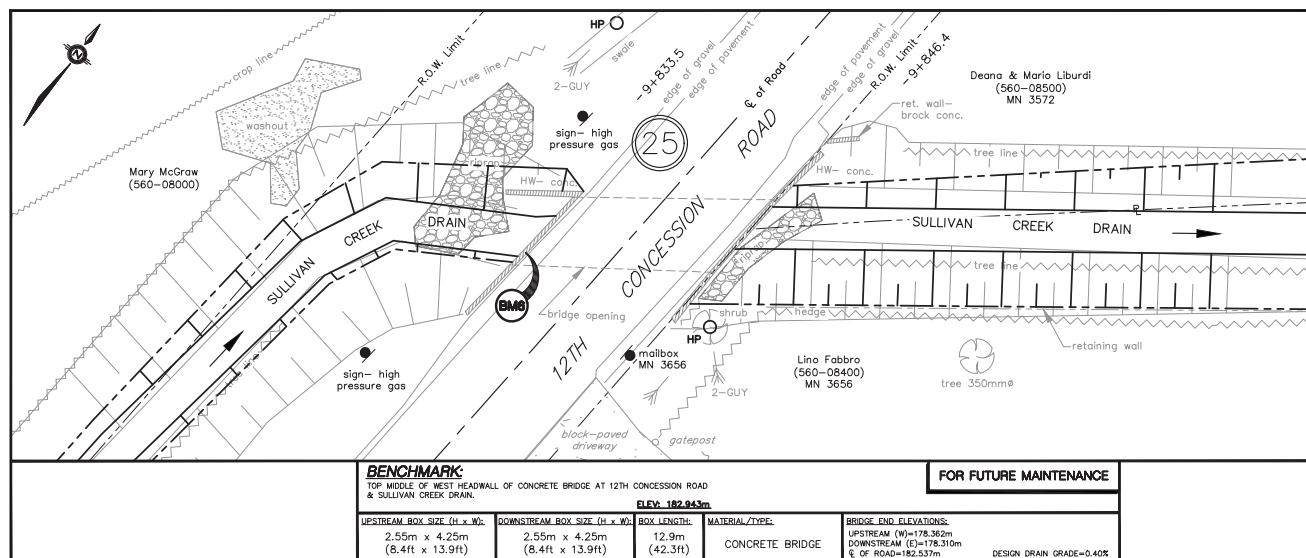 N
crop line
R.O.W. Limit
tree line
HP
swale
2-GUY
-9+833.5
edge of gravel
edge of pavement
℄ of Road
edge of pavement
edge of gravel
R.O.W. Limit
-9+846.4
Deana & Mario Liburdi
(560-08500)
MN 3572
ret. wall-
brock conc.
washout
sign- high
pressure gas
25
ROAD
tree line
Mary McGraw
(560-08000)
riprap
HW- conc.
HW- conc.
SULLIVAN
CREEK
DRAIN
SULLIVAN CREEK DRAIN
℄
CONCESSION
riprap
tree line
BM6
bridge opening
shrub
hedge
HP
retaining wall
12TH
tree line
sign- high
pressure gas
mailbox
MN 3656
Lino Fabbro
(560-08400)
MN 3656
tree 350mmø
2-GUY
block-paved
driveway
gatepost
BENCHMARK:
TOP MIDDLE OF WEST HEADWALL OF CONCRETE BRIDGE AT 12TH CONCESSION ROAD
& SULLIVAN CREEK DRAIN.
ELEV: 182.943m
FOR FUTURE MAINTENANCE
UPSTREAM BOX SIZE (H x W):
2.55m x 4.25m
(8.4ft x 13.9ft)
DOWNSTREAM BOX SIZE (H x W):
2.55m x 4.25m
(8.4ft x 13.9ft)
BOX LENGTH:
12.9m
(42.3ft)
MATERIAL/TYPE:
CONCRETE BRIDGE
BRIDGE END ELEVATIONS:
UPSTREAM (W)=178.362m
DOWNSTREAM (E)=178.310m
℄ OF ROAD=182.537m
DESIGN DRAIN GRADE=0.40%